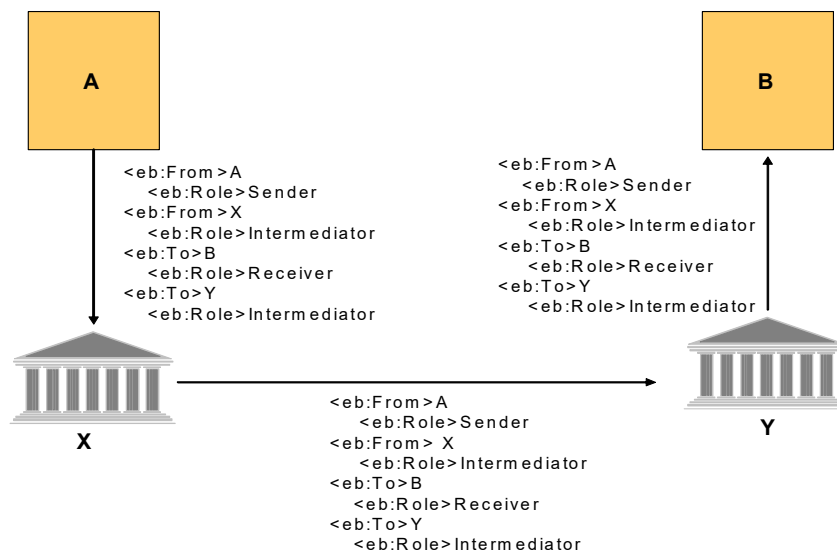 A
B
<eb:From>A
<eb:Role>Sender
<eb:From>X
<eb:Role>Intermediator
<eb:To>B
<eb:Role>Receiver
<eb:To>Y
<eb:Role>Intermediator
<eb:From>A
<eb:Role>Sender
<eb:From>X
<eb:Role>Intermediator
<eb:To>B
<eb:Role>Receiver
<eb:To>Y
<eb:Role>Intermediator
X
Y
<eb:From>A
<eb:Role>Sender
<eb:From> X
<eb:Role>Intermediator
<eb:To>B
<eb:Role>Receiver
<eb:To>Y
<eb:Role>Intermediator